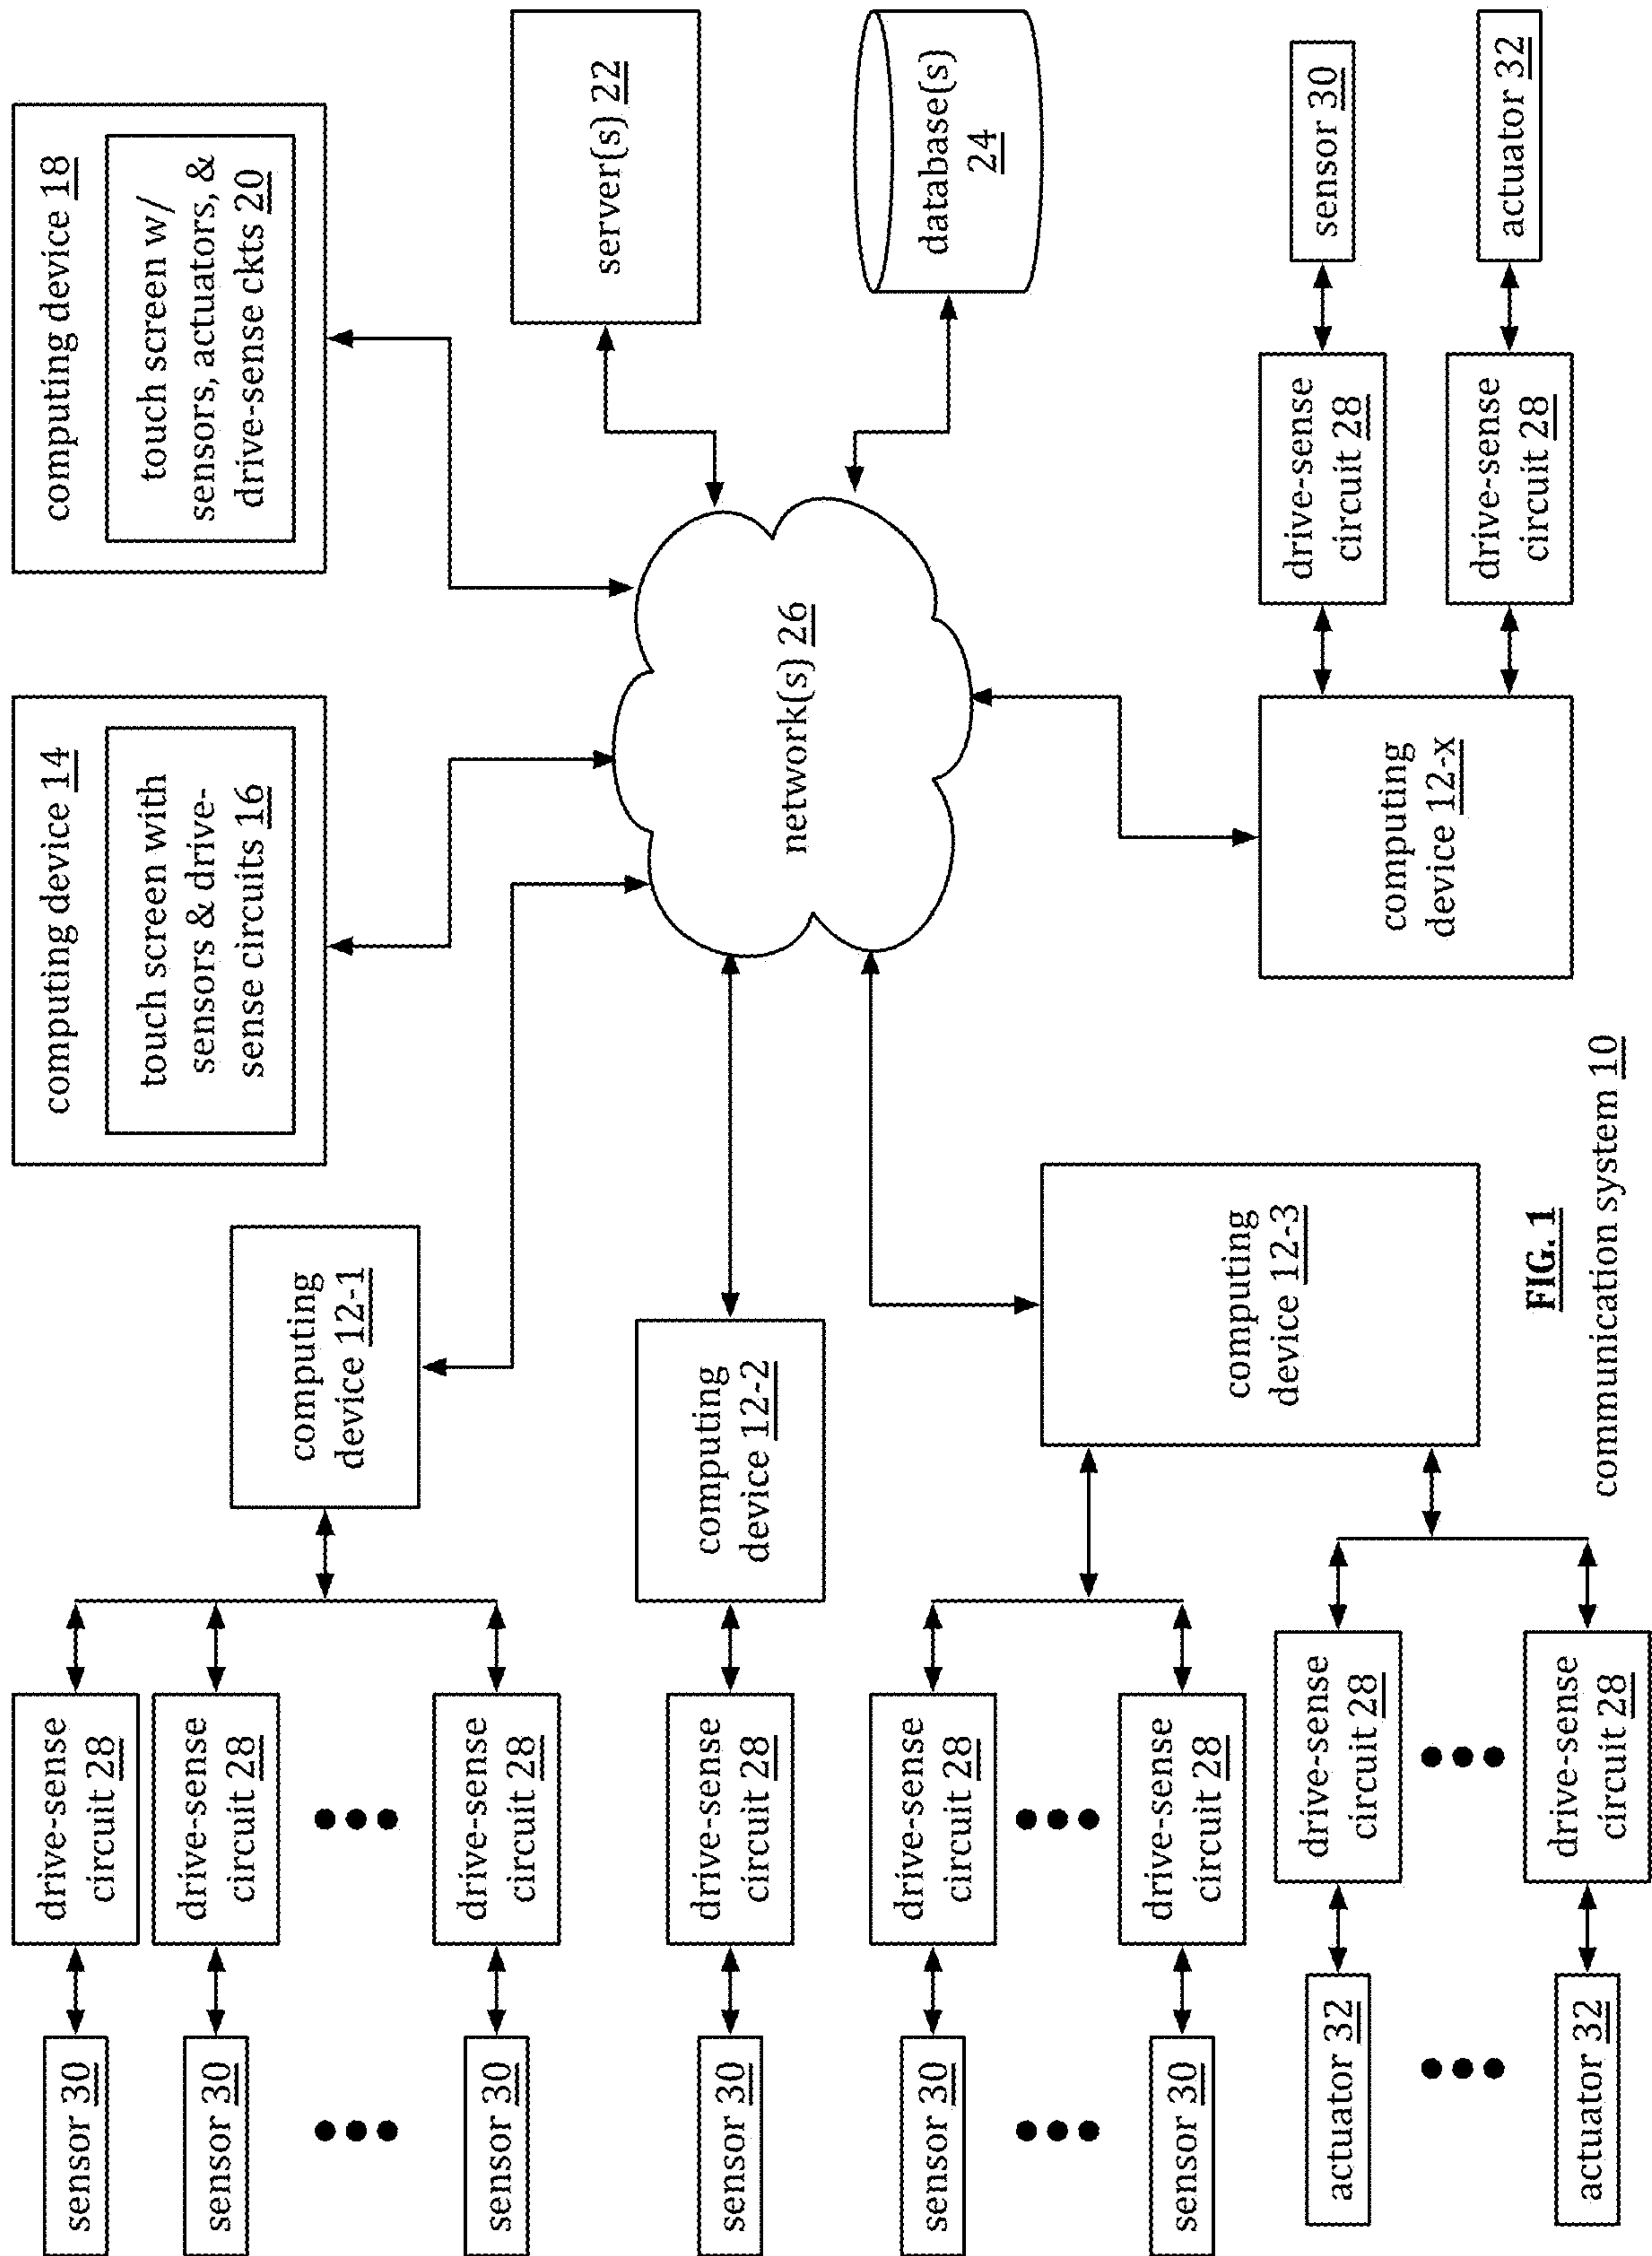 sensor 30
drive-sense
circuit 28
sensor 30
drive-sense
circuit 28
sensor 30
drive-sense
circuit 28
computing
device 12-1
computing device 14
touch screen with
sensors & drive-
sense circuits 16
computing device 18
touch screen w/
sensors, actuators, &
drive-sense ckts 20
sensor 30
drive-sense
circuit 28
computing
device 12-2
network(s) 26
server(s) 22
database(s)
24
sensor 30
drive-sense
circuit 28
sensor 30
drive-sense
circuit 28
computing
device 12-3
actuator 32
drive-sense
circuit 28
actuator 32
drive-sense
circuit 28
computing
device 12-x
drive-sense
circuit 28
sensor 30
drive-sense
circuit 28
actuator 32
FIG. 1
communication system 10